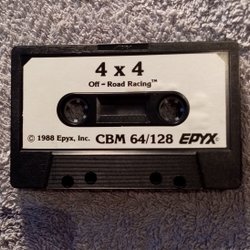 4 x 4
Off - Road Racing™
© 1988 Epyx, Inc. CBM 64/128 EPYX®